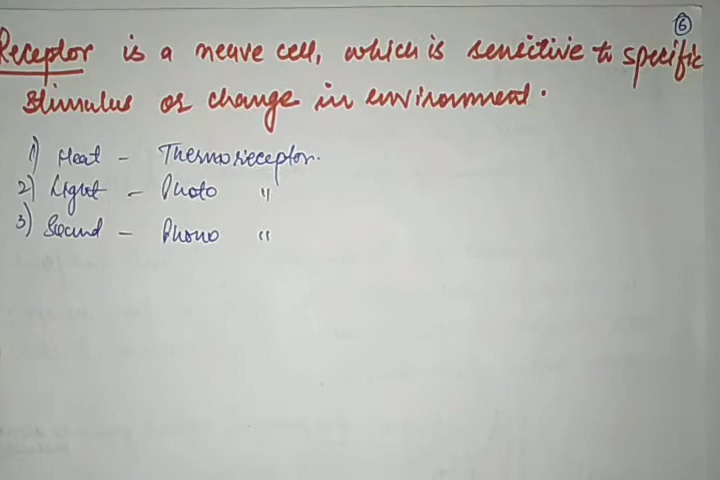 6
Receptor is a nerve cell, which is sensitive to specific
stimulus or change in environment.
1) Heat - Thermoreceptor.
2) Light - Photo "
3) Sound - Phono "